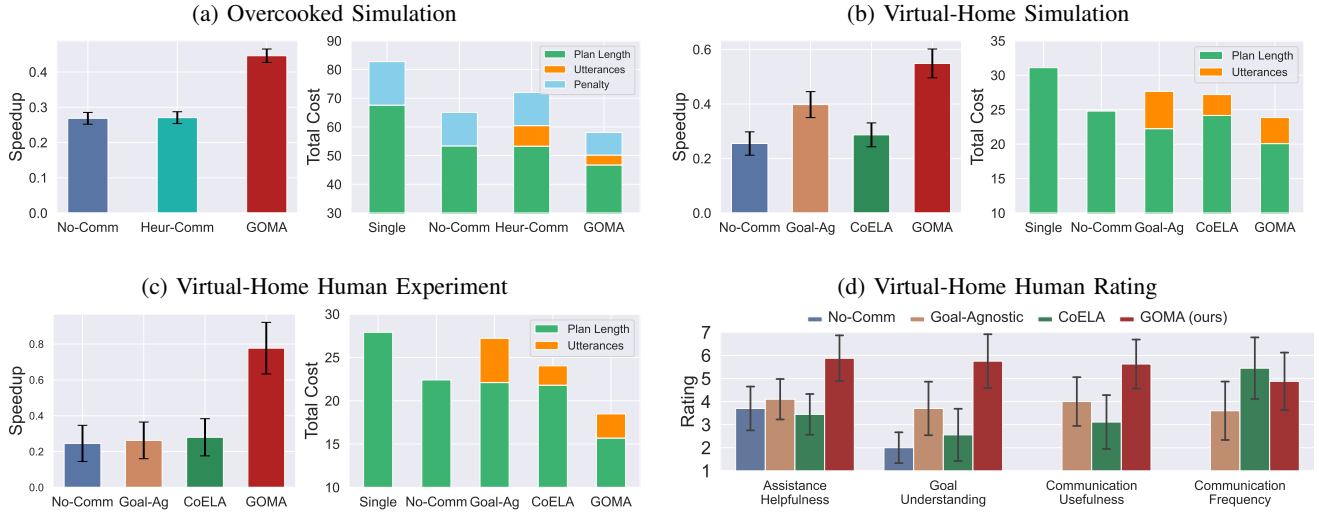 (a) Overcooked Simulation
Speedup
0.4
0.3
0.2
0.1
0.0
No-Comm Heur-Comm GOMA
Total Cost
90
80
70
60
50
40
30
Plan Length
Utterances
Penalty
Single No-Comm Heur-Comm GOMA
(b) Virtual-Home Simulation
Speedup
0.6
0.4
0.2
0.0
No-Comm Goal-Ag CoELA GOMA
Total Cost
35
30
25
20
15
10
Plan Length
Utterances
Single No-Comm Goal-Ag CoELA GOMA
(c) Virtual-Home Human Experiment
Speedup
0.8
0.6
0.4
0.2
0.0
No-Comm Goal-Ag CoELA GOMA
Total Cost
30
25
20
15
10
Plan Length
Utterances
Single No-Comm Goal-Ag CoELA GOMA
(d) Virtual-Home Human Rating
No-Comm Goal-Agnostic CoELA GOMA (ours)
Rating
7
6
5
4
3
2
1
Assistance
Helpfulness
Goal
Understanding
Communication
Usefulness
Communication
Frequency